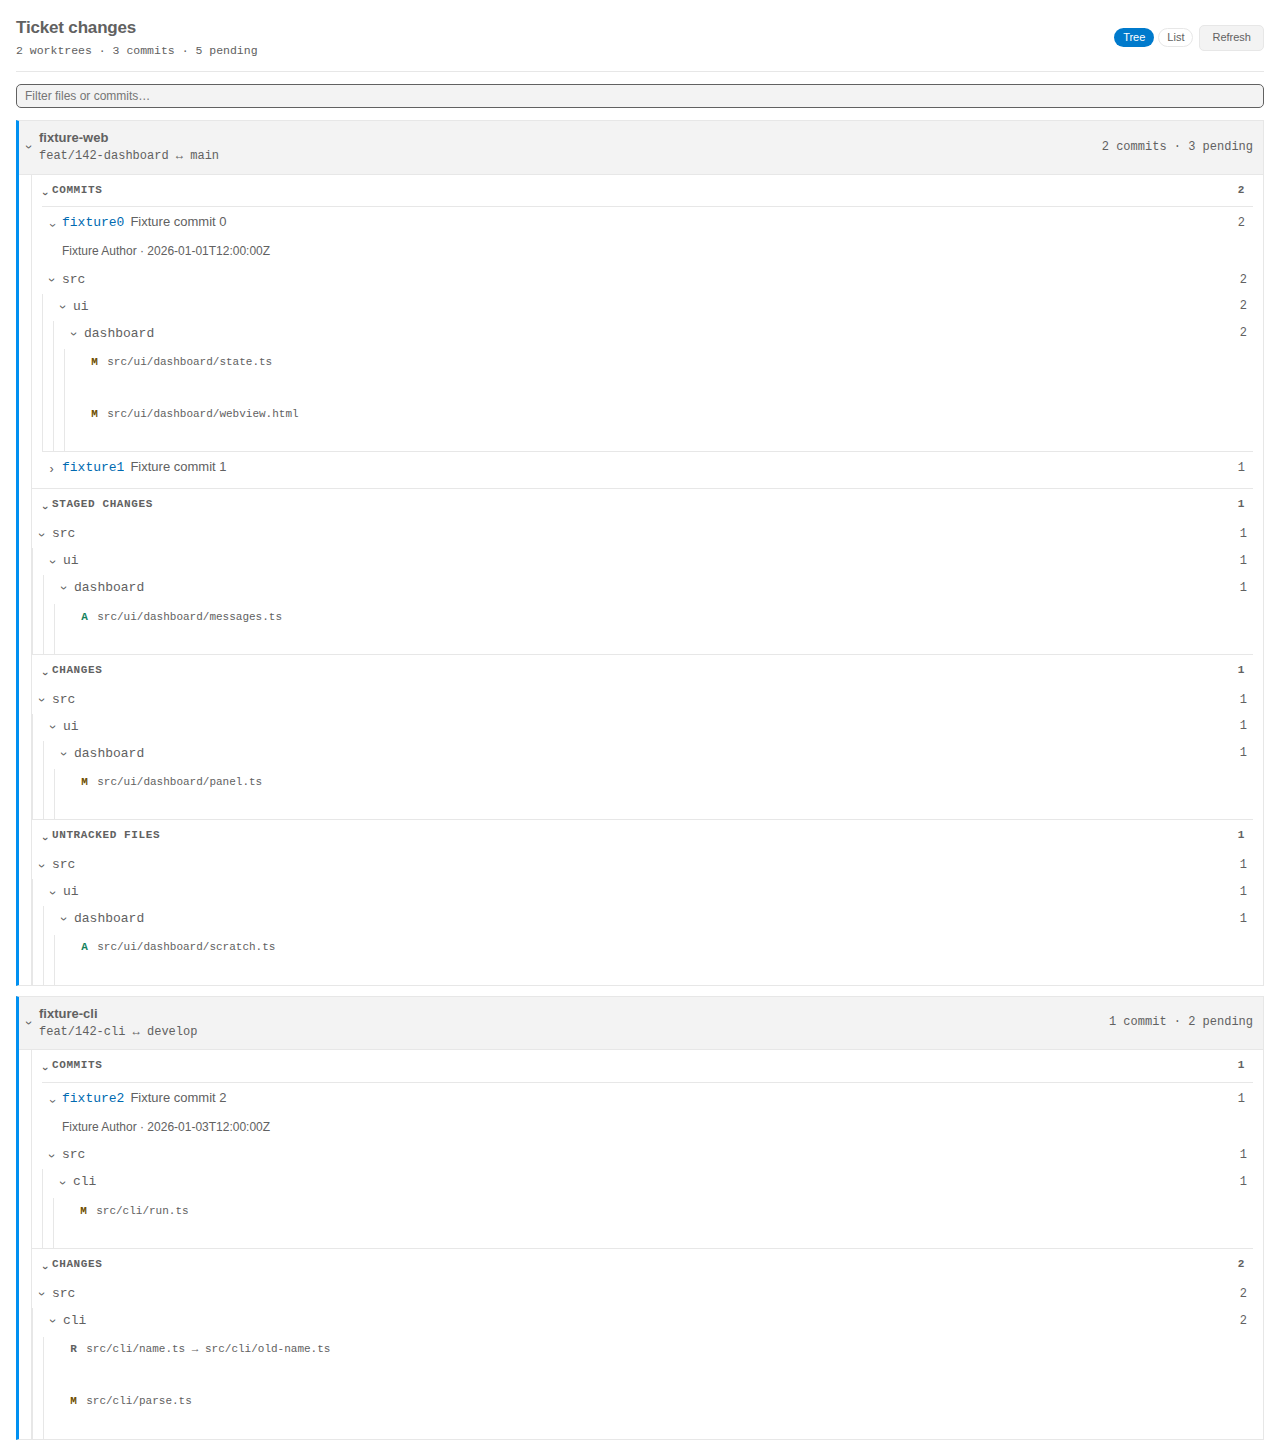 Ticket changes
2 worktrees · 3 commits · 5 pending
Tree List Refresh
Filter files or commits…
fixture-web
feat/142-dashboard ↔ main
2 commits · 3 pending
COMMITS 2
fixture0 Fixture commit 0 2
Fixture Author · 2026-01-01T12:00:00Z
src 2
ui 2
dashboard 2
M src/ui/dashboard/state.ts
M src/ui/dashboard/webview.html
fixture1 Fixture commit 1 1
STAGED CHANGES 1
src 1
ui 1
dashboard 1
A src/ui/dashboard/messages.ts
CHANGES 1
src 1
ui 1
dashboard 1
M src/ui/dashboard/panel.ts
UNTRACKED FILES 1
src 1
ui 1
dashboard 1
A src/ui/dashboard/scratch.ts
fixture-cli
feat/142-cli ↔ develop
1 commit · 2 pending
COMMITS 1
fixture2 Fixture commit 2 1
Fixture Author · 2026-01-03T12:00:00Z
src 1
cli 1
M src/cli/run.ts
CHANGES 2
src 2
cli 2
R src/cli/name.ts → src/cli/old-name.ts
M src/cli/parse.ts